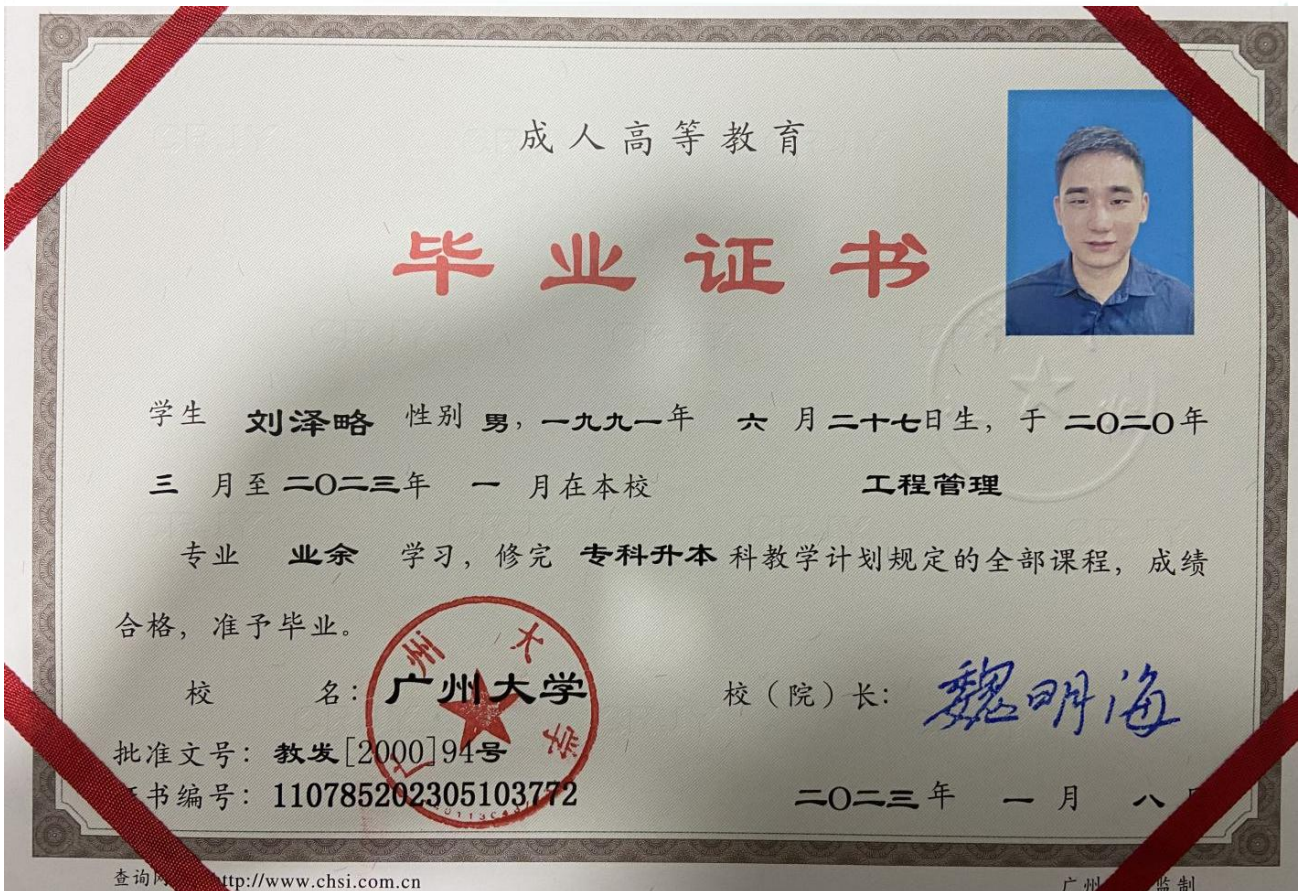 成人高等教育
毕业证书
学生 刘泽略 性别 男，一九九一年 六 月二十七日生，于 二〇二〇年
三 月至 二〇二三年 一 月在本校 工程管理
专业 业余 学习，修完 专科升本 科教学计划规定的全部课程，成绩
合格，准予毕业。
校 名：广州大学 校（院）长：魏明海
批准文号：教发[2000]94号
书编号：110785202305103772 二〇二三年 一 月 八
查询 ttp://www.chsi.com.cn 广州 监制
广州大学